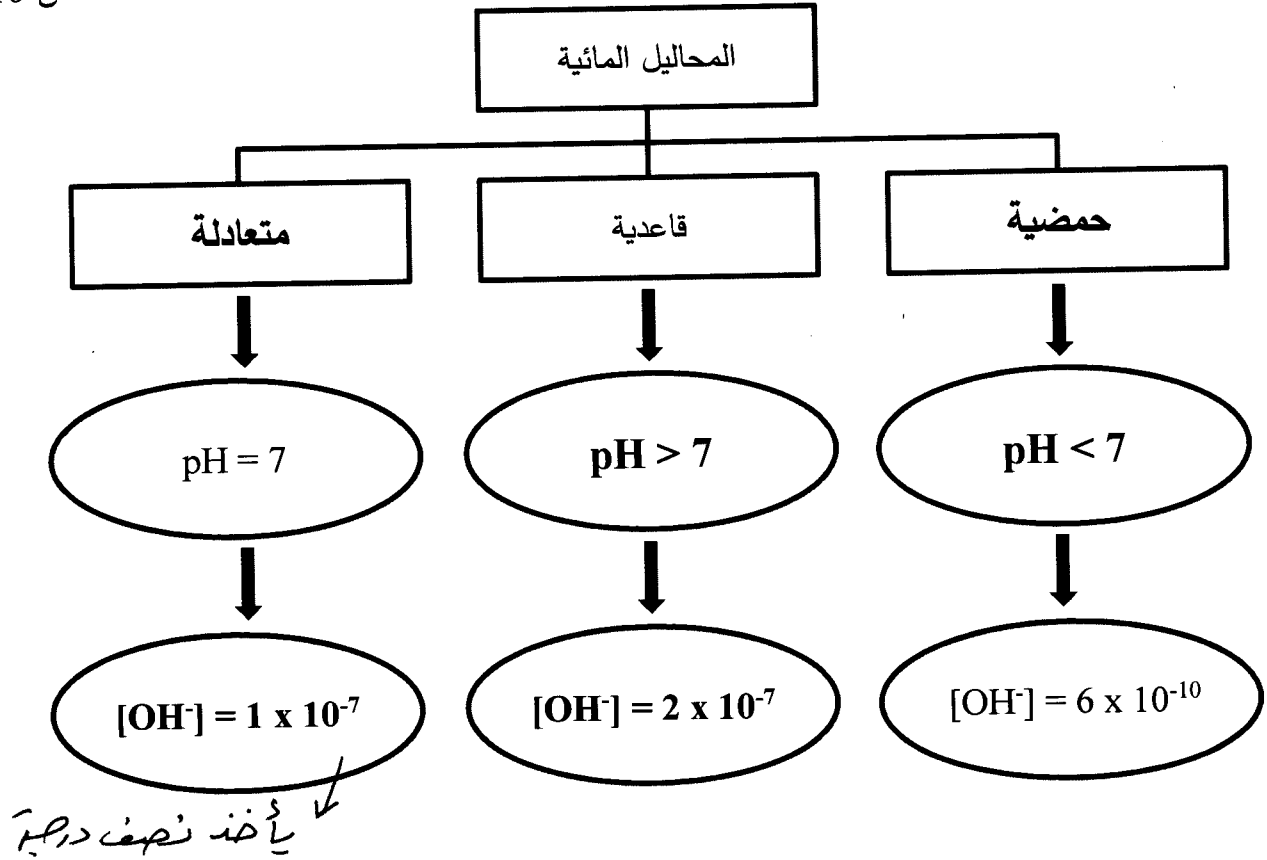 المحاليل المائية
حمضية
قاعدية
متعادلة
pH < 7
pH > 7
pH = 7
[OH⁻] = 6 x 10⁻¹⁰
[OH⁻] = 2 x 10⁻⁷
[OH⁻] = 1 x 10⁻⁷
يأخذ نصف درجة